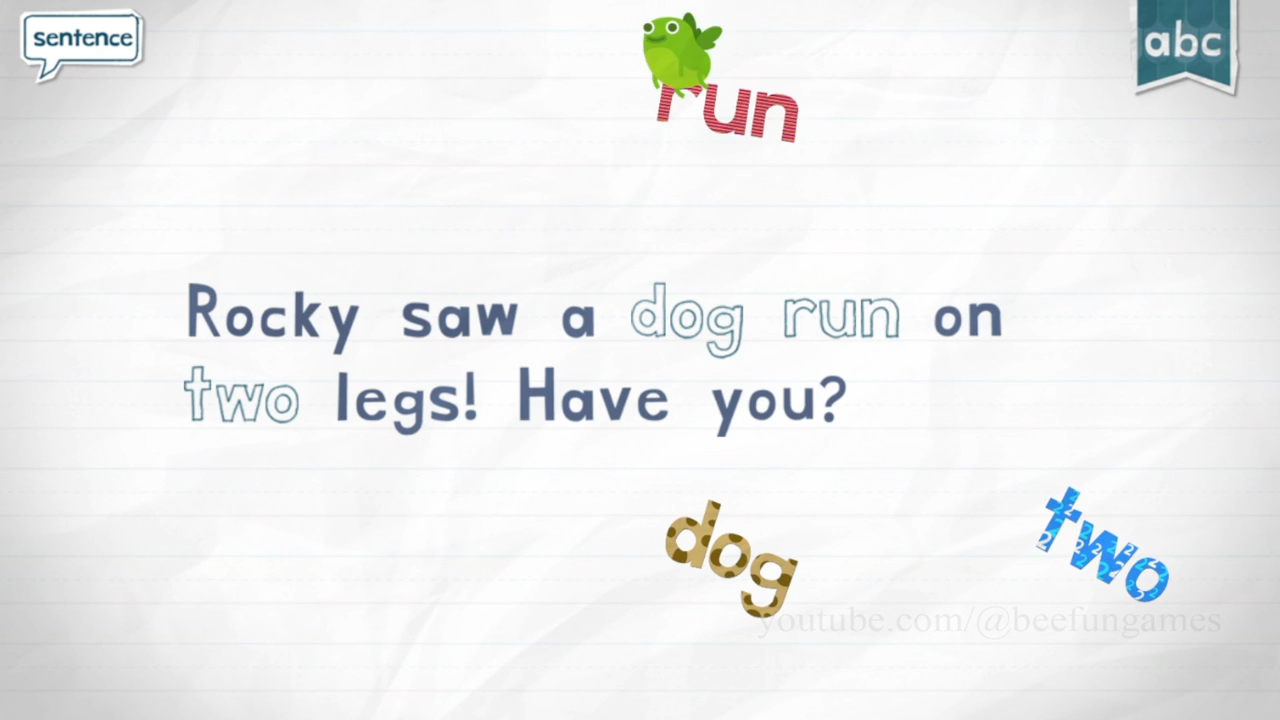 sentence
abc
run
Rocky saw a dog run on
two legs! Have you?
dog
two
youtube.com/@beefungames